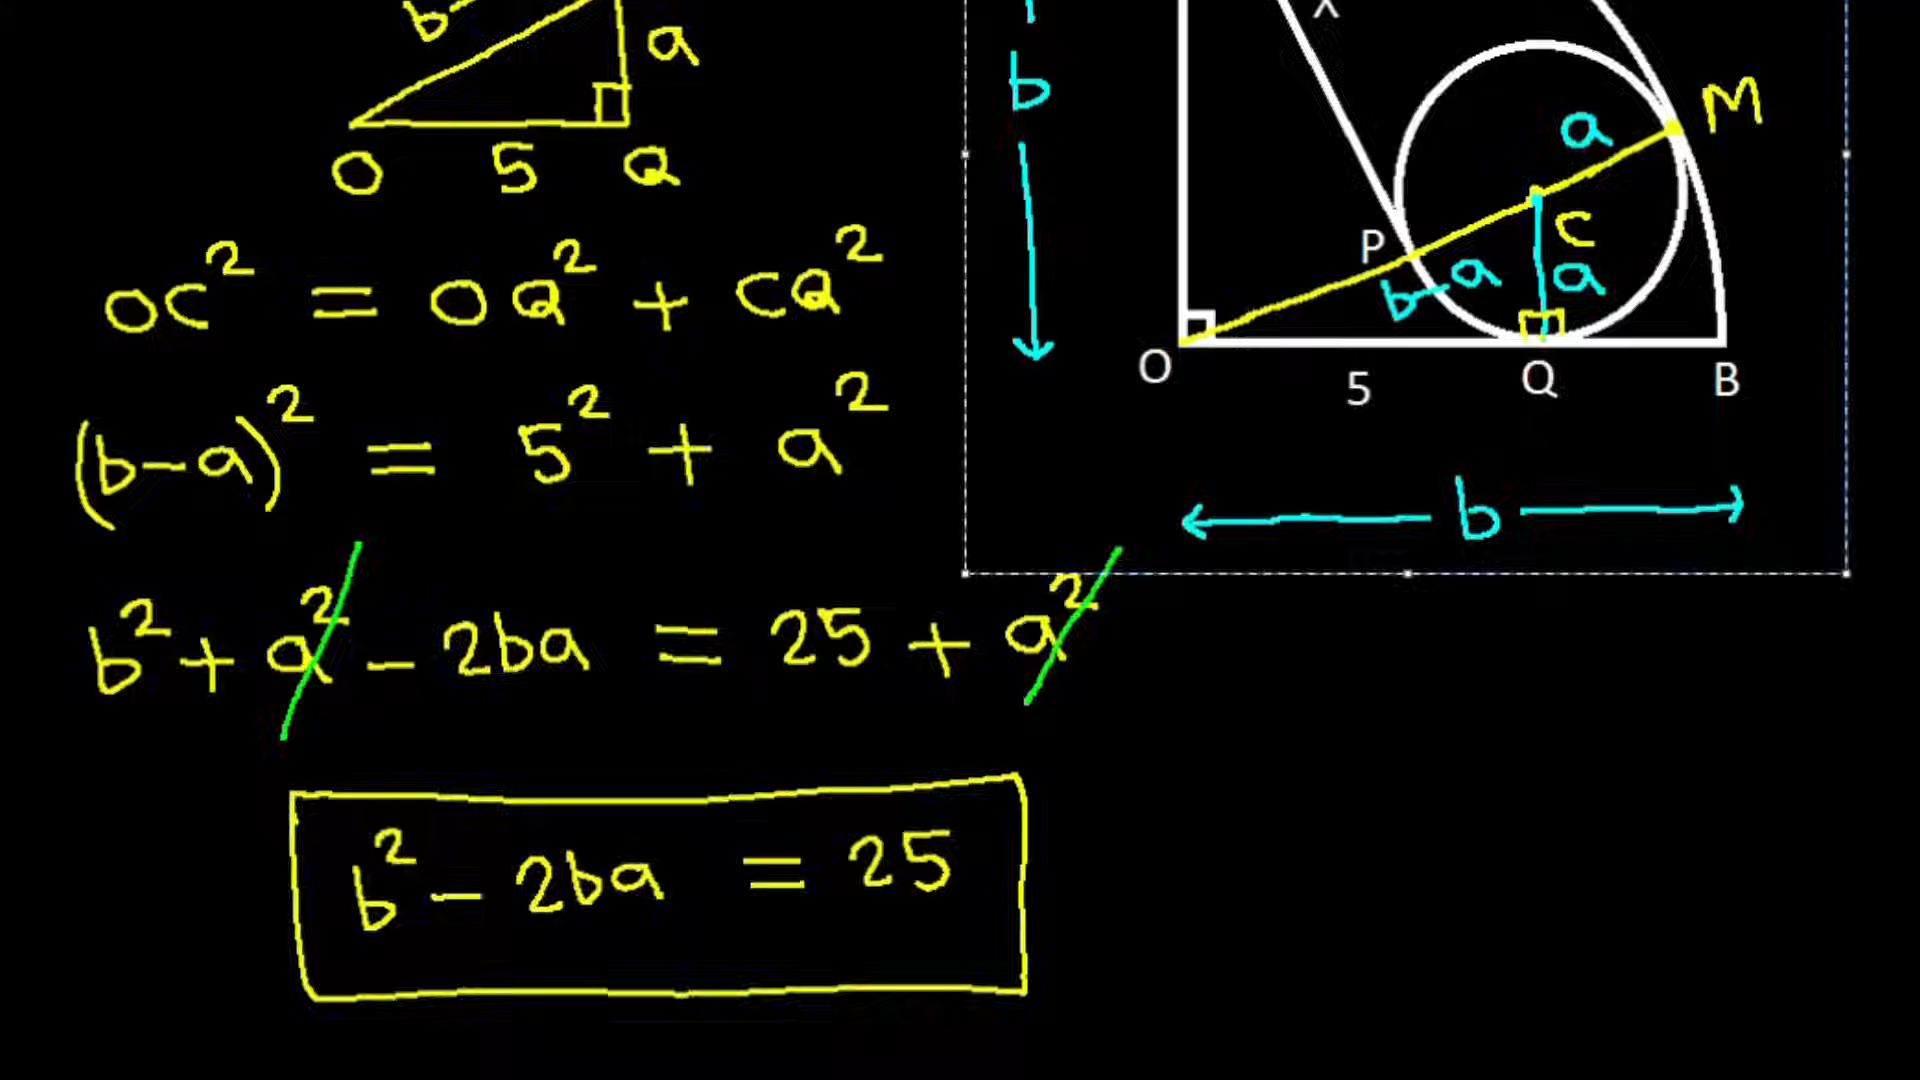 b-
a
O 5 Q
OC² = OQ² + CQ²
(b-a)² = 5² + a²
b² + a² - 2ba = 25 + a²
b² - 2ba = 25
b
a
M
C
P
b-a
a
O
5
Q
B
b